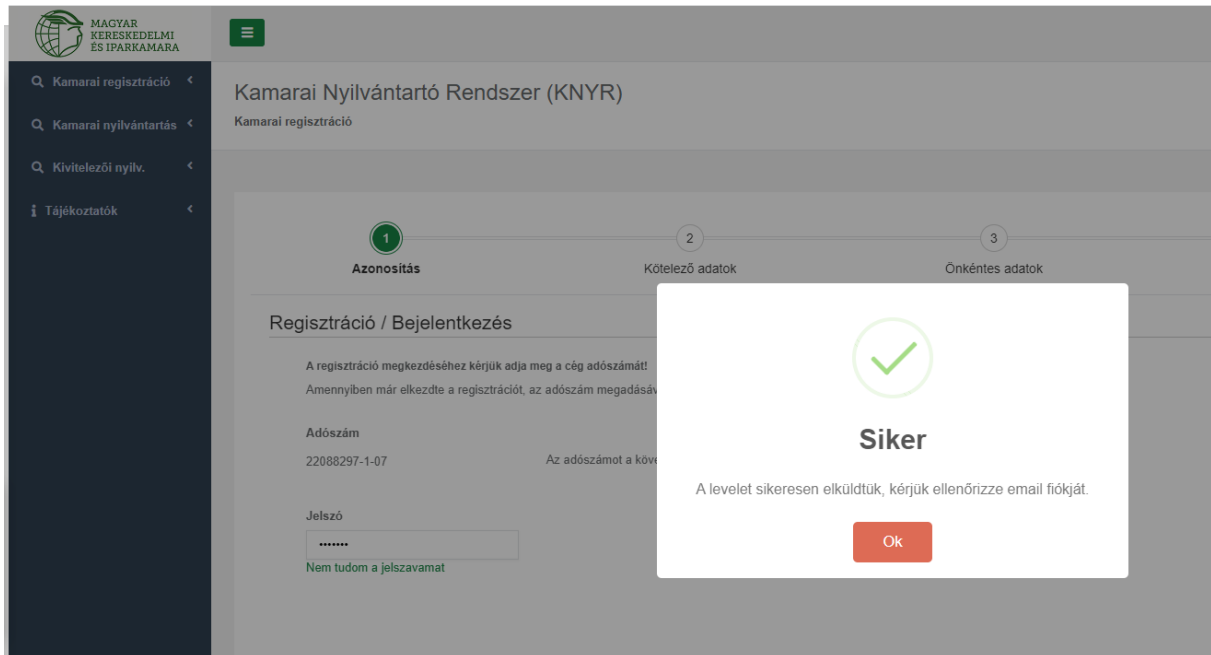 MAGYAR
KERESKEDELMI
ÉS IPARKAMARA
Kamarai regisztráció
Kamarai nyilvántartás
Kivitelezői nyilv.
Tájékoztatók
Kamarai Nyilvántartó Rendszer (KNYR)
Kamarai regisztráció
1
2
3
Azonosítás
Kötelező adatok
Önkéntes adatok
Regisztráció / Bejelentkezés
A regisztráció megkezdéséhez kérjük adja meg a cég adószámát!
Amennyiben már elkezdte a regisztrációt, az adószám megadásáv
Adószám
22088297-1-07
Az adószámot a köve
Jelszó
•••••••
Nem tudom a jelszavamat
Siker
A levelet sikeresen elküldtük, kérjük ellenőrizze email fiókját.
Ok